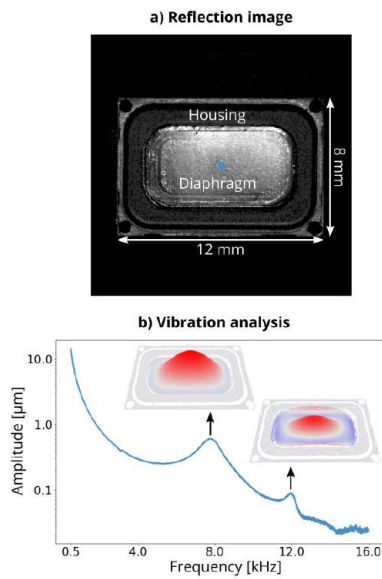 a) Reflection image
Housing
Diaphragm
8 mm
12 mm
b) Vibration analysis
Amplitude [µm]
10.0
1.0
0.1
0.5
4.0
8.0
12.0
16.0
Frequency [kHz]